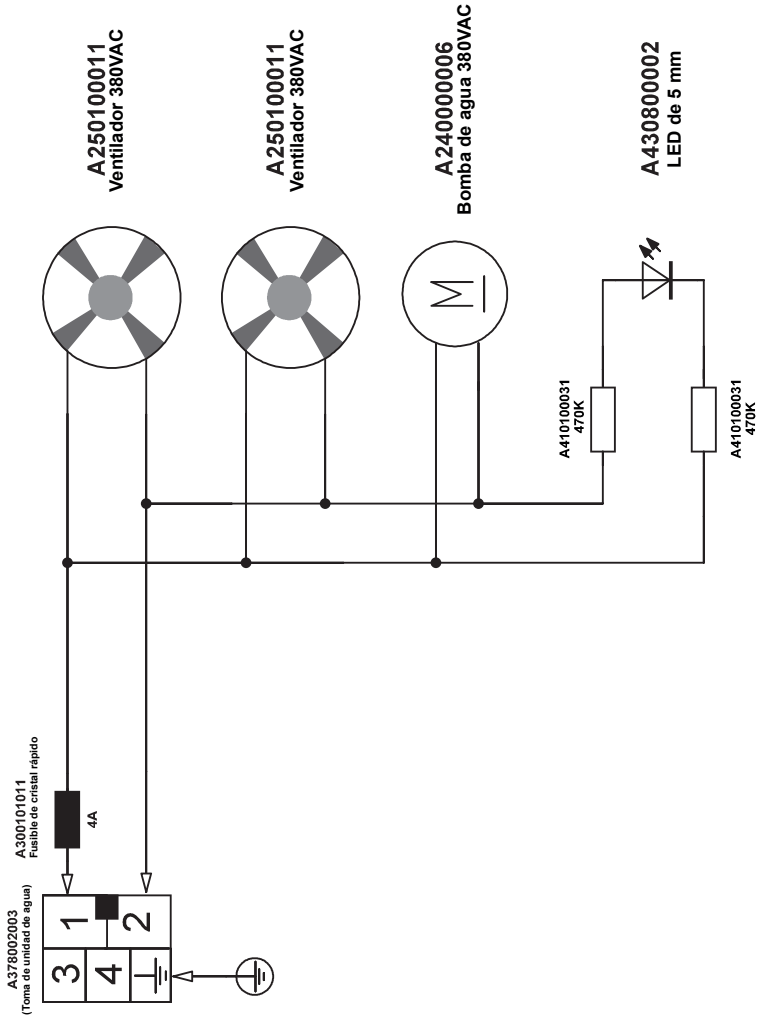 A250100011
Ventilador 380VAC
A250100011
Ventilador 380VAC
A240000006
Bomba de agua 380VAC
A430800002
LED de 5 mm
A410100031
470K
A410100031
470K
M
A300101011
Fusible de cristal rápido
4A
A378002003
(Toma de unidad de agua)
1
2
3
4